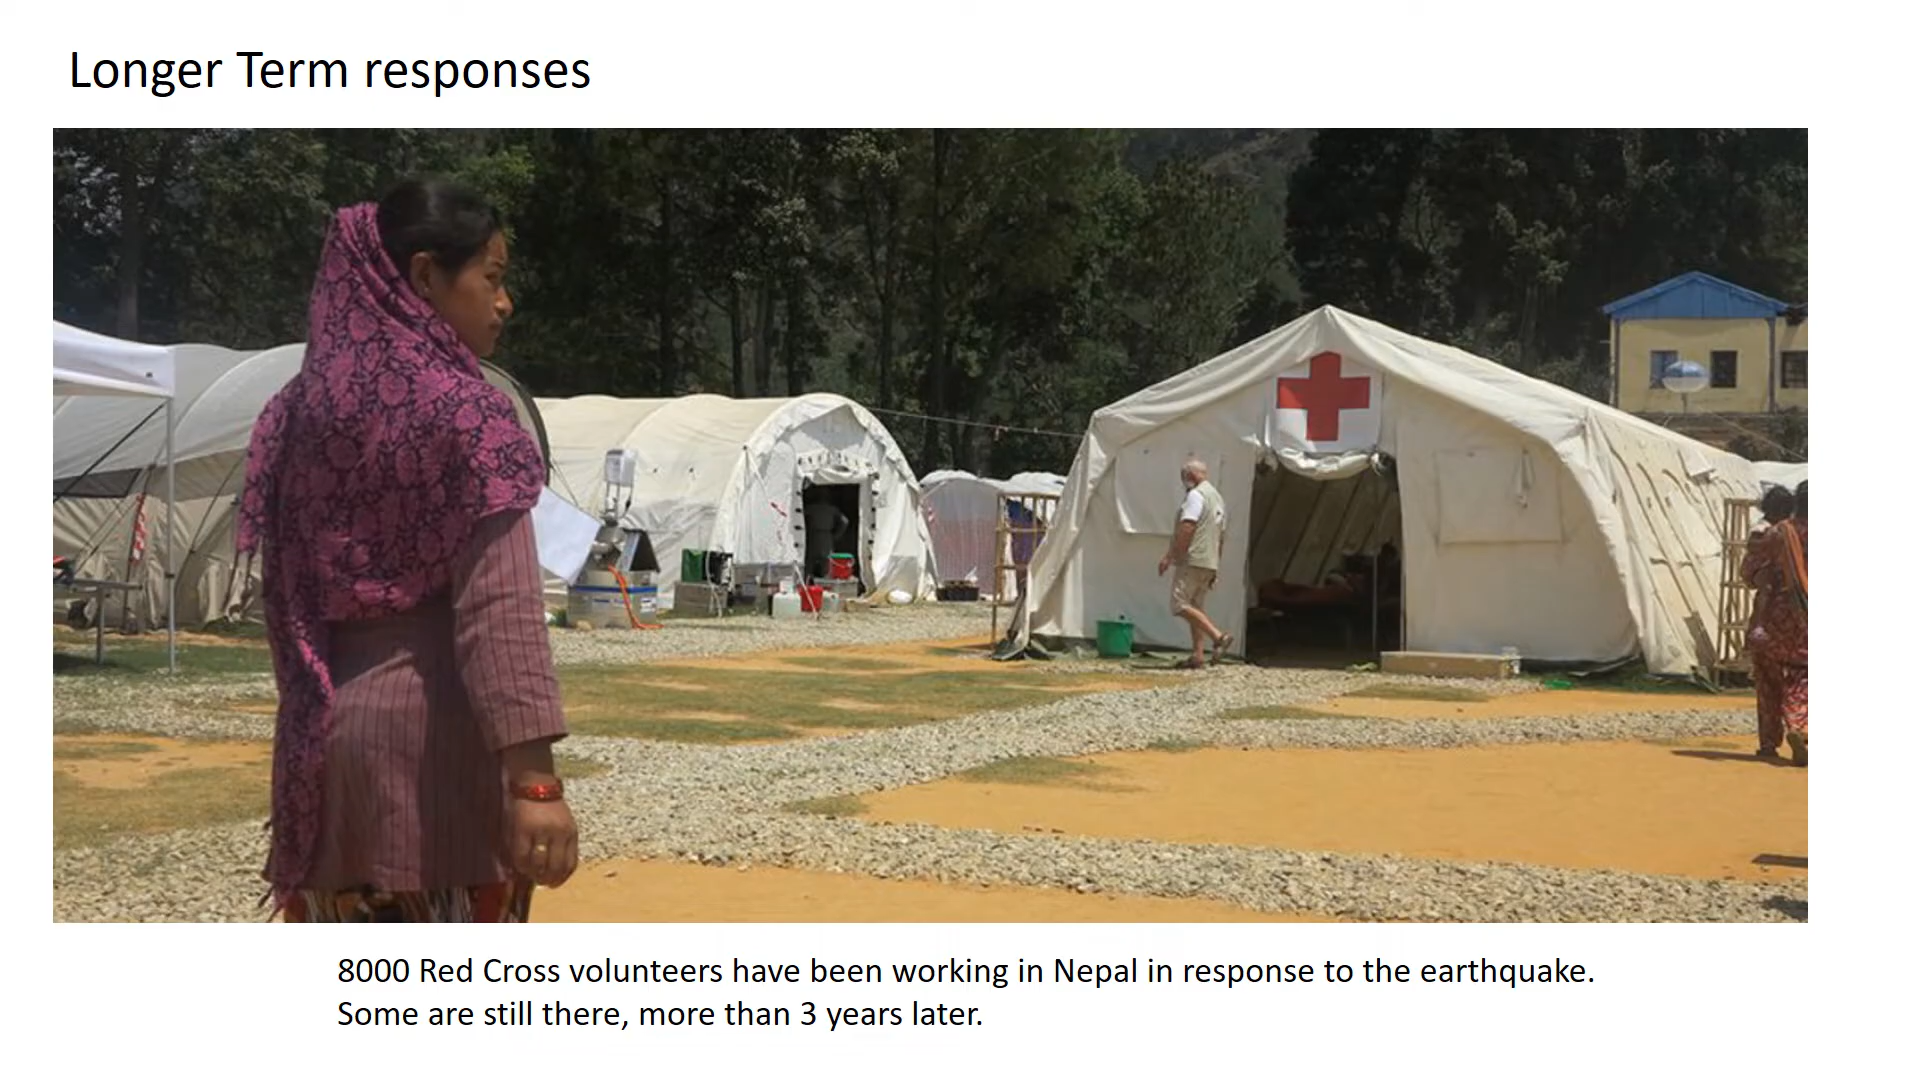 Longer Term responses
8000 Red Cross volunteers have been working in Nepal in response to the earthquake.
Some are still there, more than 3 years later.